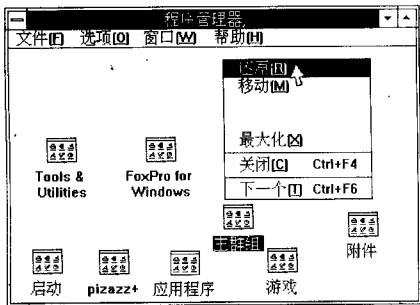 程序管理器
文件[F] 选项[O] 窗口[W] 帮助[H]
还原[R]
移动[M]
最大化[X]
关闭[C] Ctrl+F4
下一个[T] Ctrl+F6
Tools & Utilities
FoxPro for Windows
主群组
附件
启动
pizazz+
应用程序
游戏